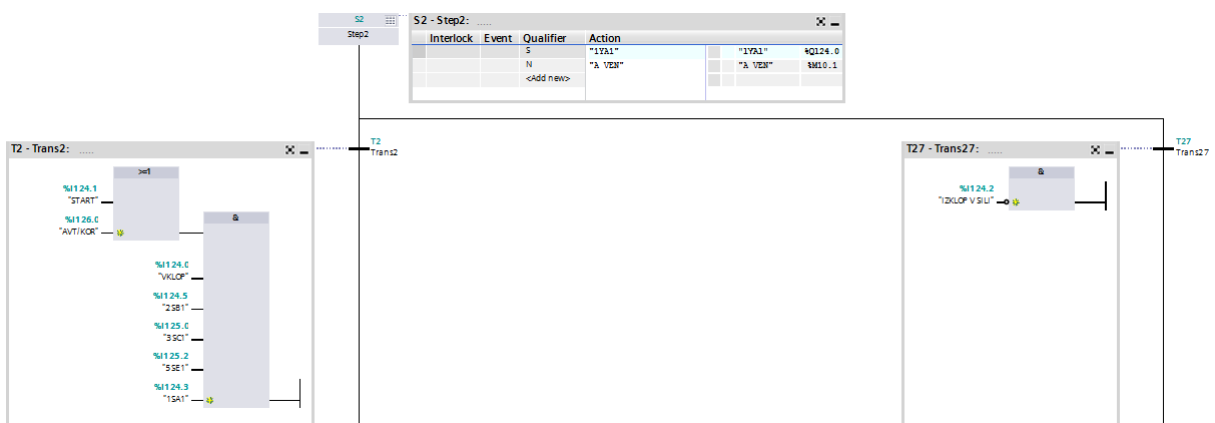 S2
Step2
S2 - Step2: .....
Interlock Event Qualifier Action
S "1YA1" "1YA1" %Q124.0
N "A VEN" "A VEN" %M10.1
<Add new>
T2 - Trans2: .....
T2
Trans2
>=1
%I124.1
"START"
%I126.0
"AVT/KOR"
&
%I124.0
"VKLOP"
%I124.5
"2SB1"
%I125.0
"3SC1"
%I125.2
"5SE1"
%I124.3
"1SA1"
T27 - Trans27: .....
T27
Trans27
&
%I124.2
"IZKLOP V SILI"